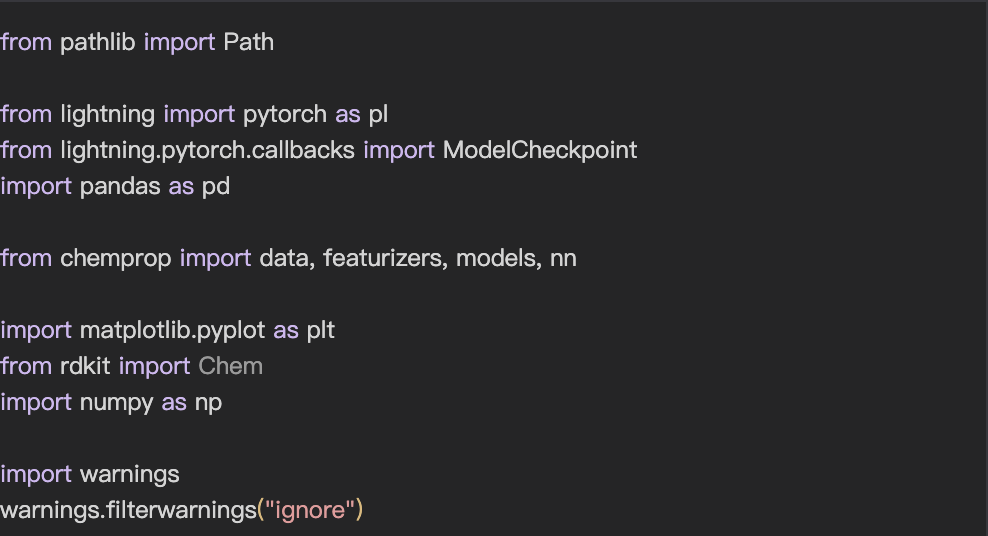 from pathlib import Path
from lightning import pytorch as pl
from lightning.pytorch.callbacks import ModelCheckpoint
import pandas as pd
from chemprop import data, featurizers, models, nn
import matplotlib.pyplot as plt
from rdkit import Chem
import numpy as np
import warnings
warnings.filterwarnings("ignore")